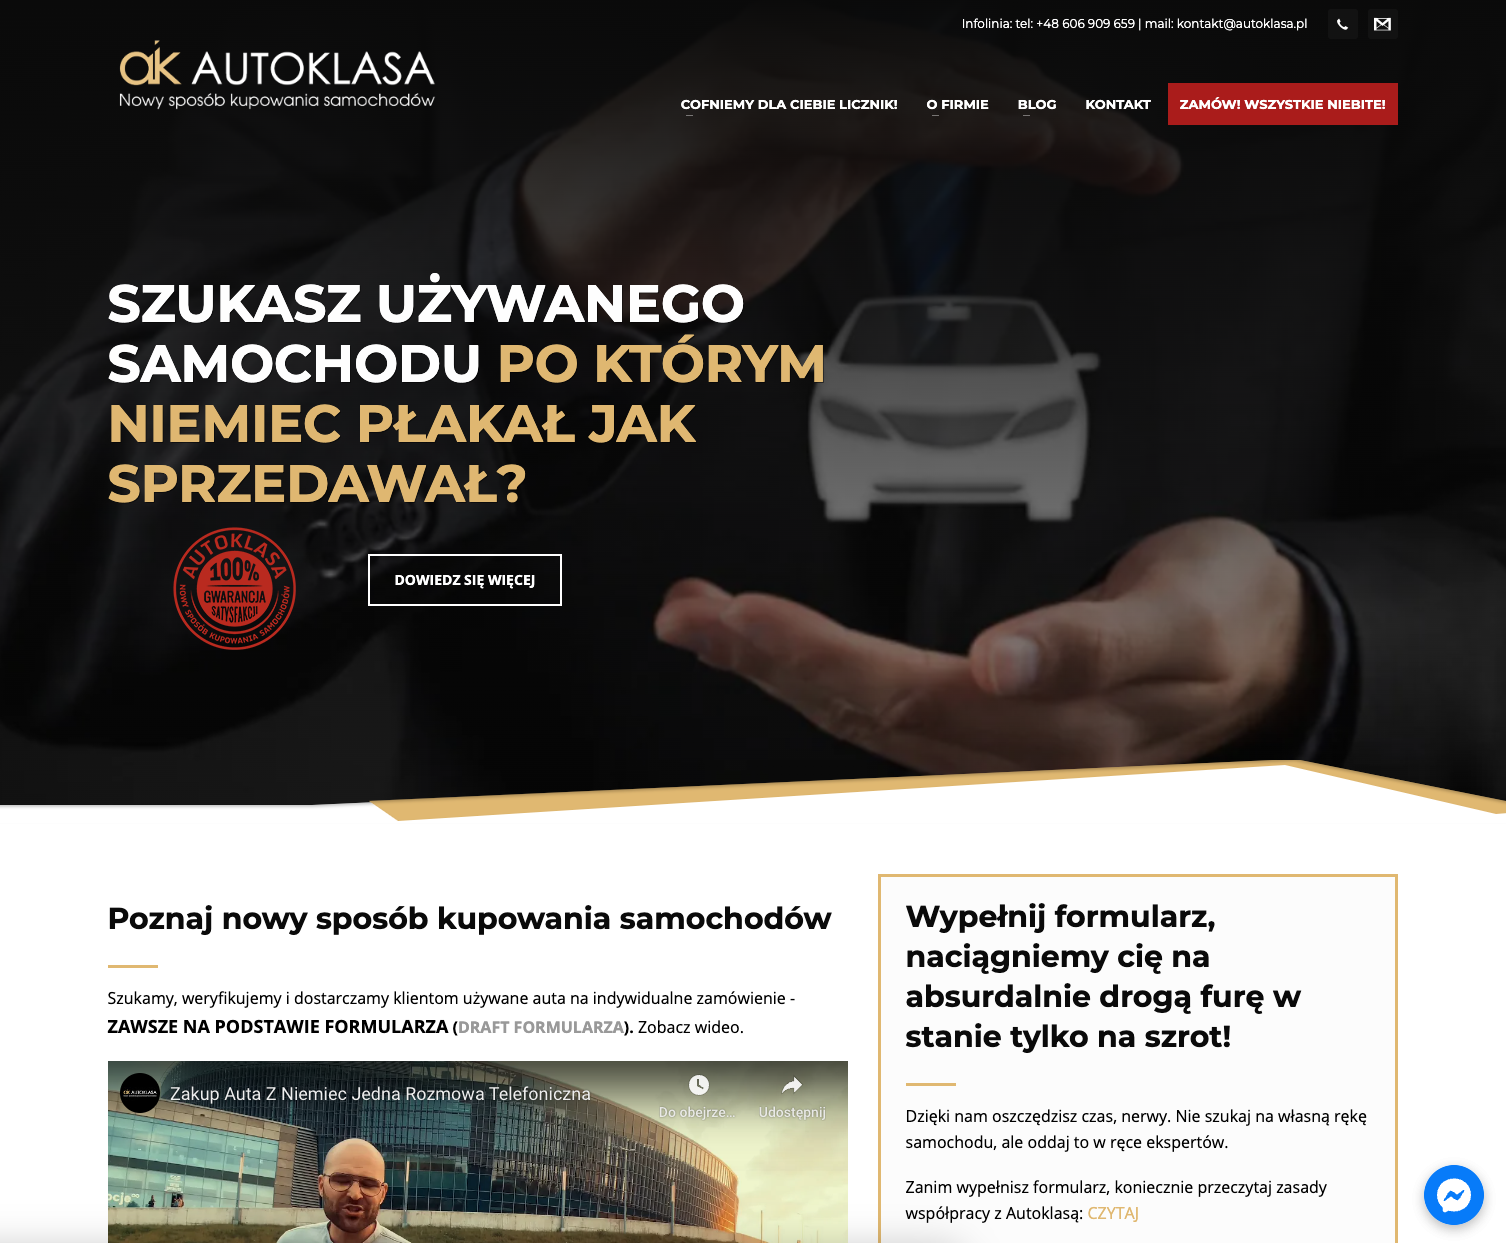 Infolinia: tel: +48 606 909 659 | mail: kontakt@autoklasa.pl
AUTOKLASA
Nowy sposób kupowania samochodów
COFNIEMY DLA CIEBIE LICZNIK!
O FIRMIE
BLOG
KONTAKT
ZAMÓW! WSZYSTKIE NIEBITE!
SZUKASZ UŻYWANEGO
SAMOCHODU PO KTÓRYM
NIEMIEC PŁAKAŁ JAK
SPRZEDAWAŁ?
AUTOKLASA
100%
GWARANCJA
SATYSFAKCJI
NOWY SPOSÓB KUPOWANIA SAMOCHODÓW
DOWIEDZ SIĘ WIĘCEJ
Poznaj nowy sposób kupowania samochodów
Szukamy, weryfikujemy i dostarczamy klientom używane auta na indywidualne zamówienie -
ZAWSZE NA PODSTAWIE FORMULARZA (DRAFT FORMULARZA). Zobacz wideo.
Zakup Auta Z Niemiec Jedna Rozmowa Telefoniczna
Do obejrze...
Udostępnij
Wypełnij formularz,
naciągniemy cię na
absurdalnie drogą furę w
stanie tylko na szrot!
Dzięki nam oszczędzisz czas, nerwy. Nie szukaj na własną rękę
samochodu, ale oddaj to w ręce ekspertów.
Zanim wypełnisz formularz, koniecznie przeczytaj zasady
współpracy z Autoklasą: CZYTAJ